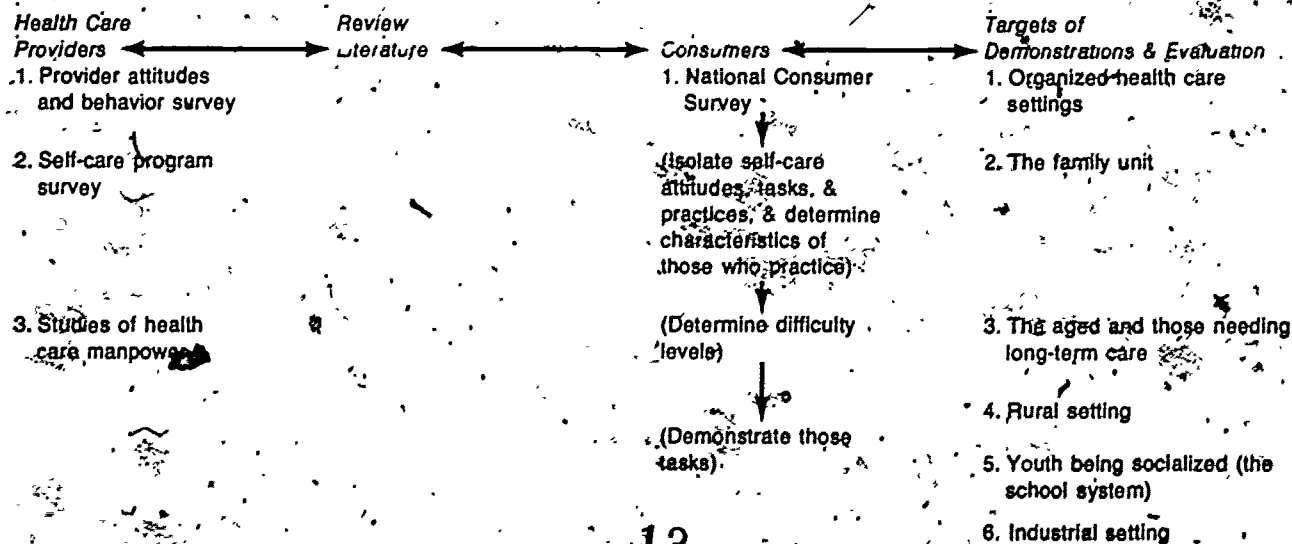 Health Care
Providers
1. Provider attitudes
and behavior survey
2. Self-care program
survey
3. Studies of health
care manpower
Review
Literature
Consumers
1. National Consumer
Survey
(Isolate self-care
attitudes, tasks, &
practices, & determine
characteristics of
those who practice)
(Determine difficulty
levels)
(Demonstrate those
tasks)
Targets of
Demonstrations & Evaluation
1. Organized health care
settings
2. The family unit
3. The aged and those needing
long-term care
4. Rural setting
5. Youth being socialized (the
school system)
6. Industrial setting